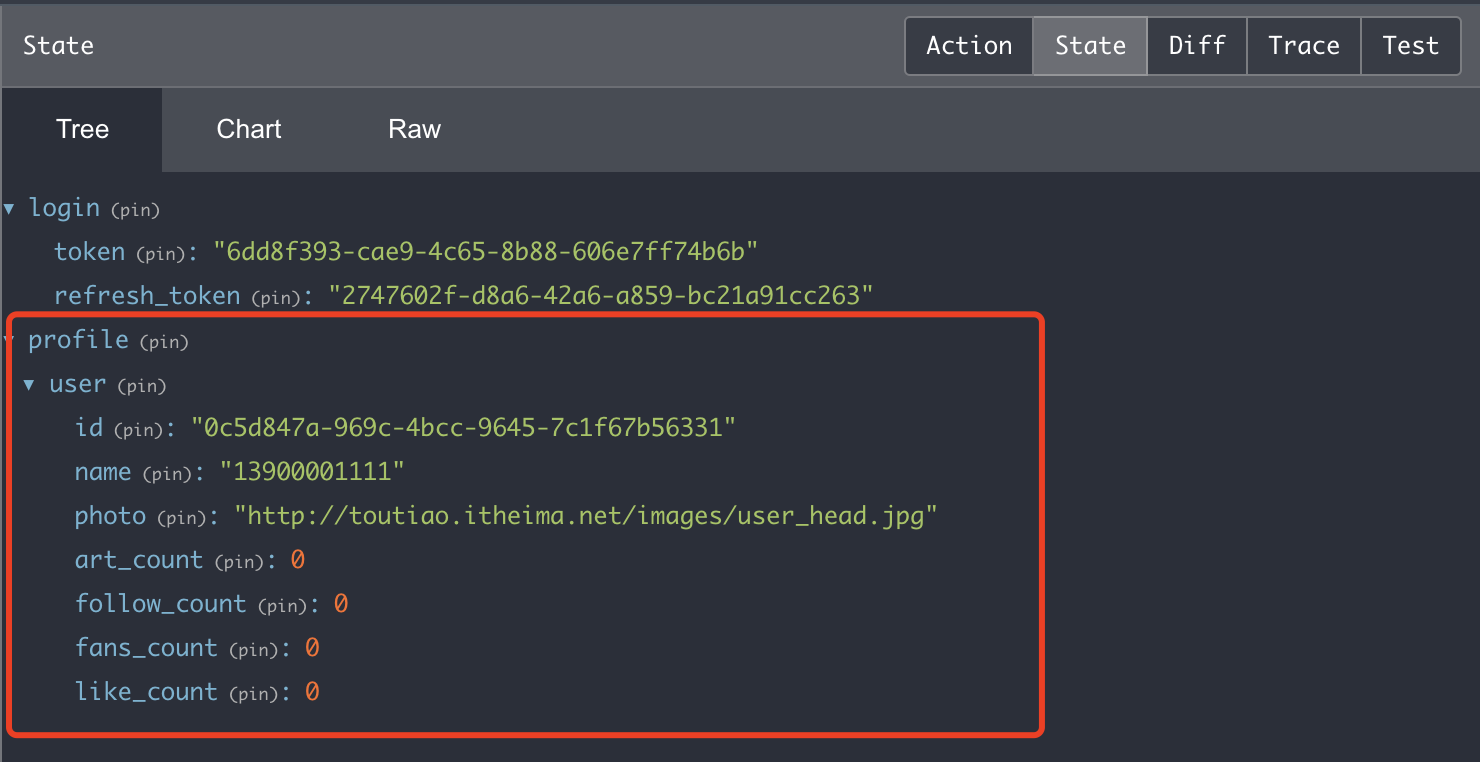 State Action State Diff Trace Test
Tree Chart Raw
login (pin)
token (pin): "6dd8f393-cae9-4c65-8b88-606e7ff74b6b"
refresh_token (pin): "2747602f-d8a6-42a6-a859-bc21a91cc263"
profile (pin)
user (pin)
id (pin): "0c5d847a-969c-4bcc-9645-7c1f67b56331"
name (pin): "13900001111"
photo (pin): "http://toutiao.itheima.net/images/user_head.jpg"
art_count (pin): 0
follow_count (pin): 0
fans_count (pin): 0
like_count (pin): 0